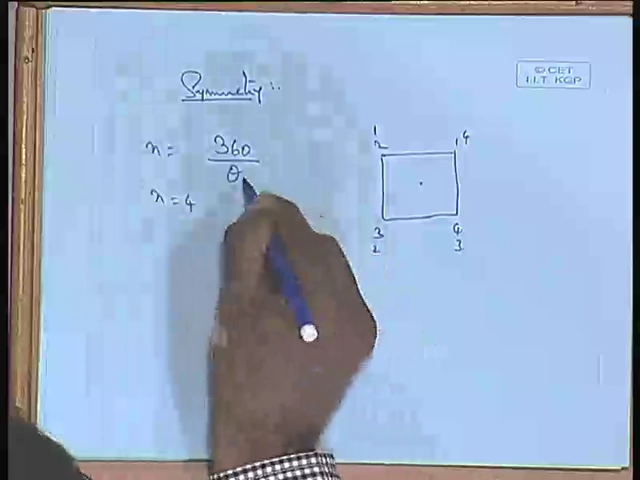 Symmetry :-
© CET
I.I.T. KGP
n = 360 / θ
n = 4
1
2
1 4
3
2
4
3